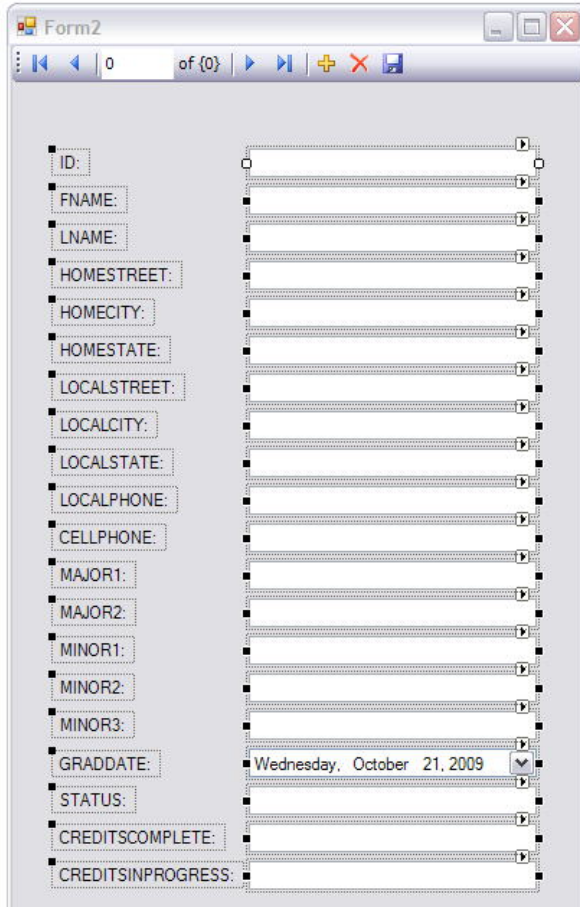 Form2
0 of {0}
ID:
FNAME:
LNAME:
HOMESTREET:
HOMECITY:
HOMESTATE:
LOCALSTREET:
LOCALCITY:
LOCALSTATE:
LOCALPHONE:
CELLPHONE:
MAJOR1:
MAJOR2:
MINOR1:
MINOR2:
MINOR3:
GRADDATE: Wednesday, October 21, 2009
STATUS:
CREDITSCOMPLETE:
CREDITSINPROGRESS: